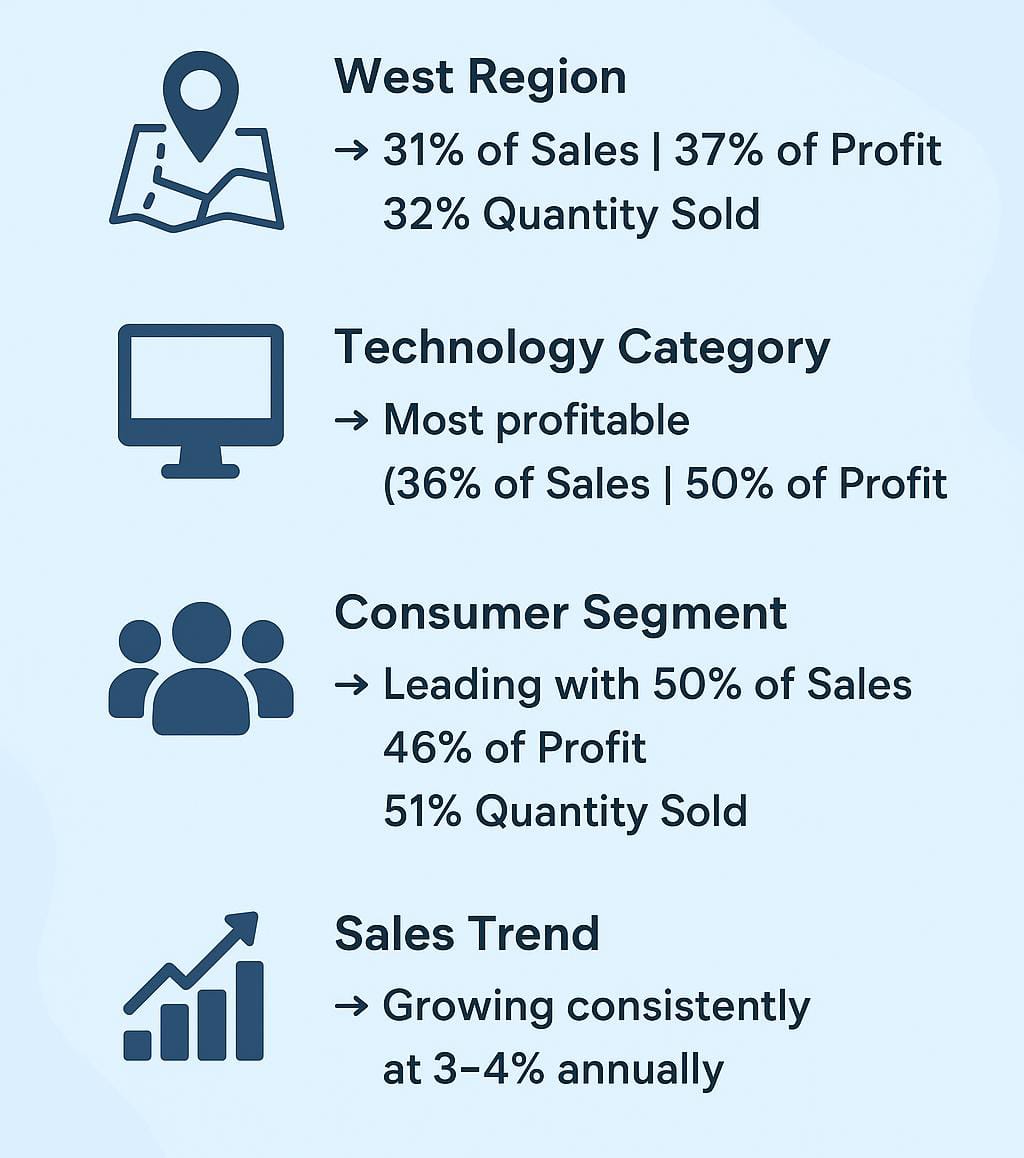 West Region
→ 31% of Sales | 37% of Profit
32% Quantity Sold
Technology Category
→ Most profitable
(36% of Sales | 50% of Profit
Consumer Segment
→ Leading with 50% of Sales
46% of Profit
51% Quantity Sold
Sales Trend
→ Growing consistently
at 3–4% annually